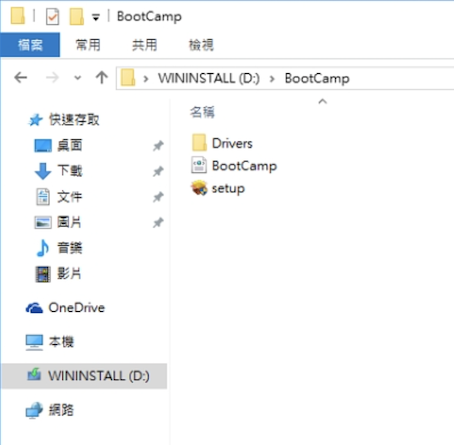 BootCamp
檔案 常用 共用 檢視
WININSTALL (D:) > BootCamp
名稱
快速存取
桌面
下載
文件
圖片
音樂
影片
OneDrive
本機
WININSTALL (D:)
網路
Drivers
BootCamp
setup